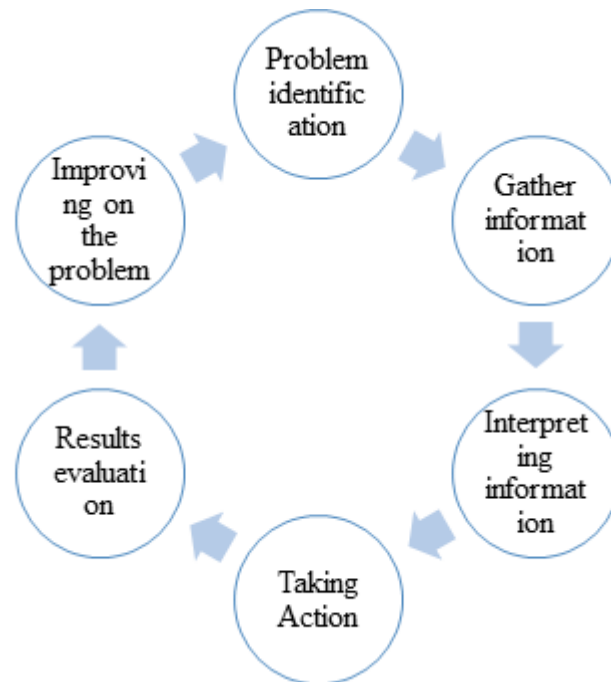 Problem
identific
ation
Gather
informat
ion
Interpret
ing
informat
ion
Taking
Action
Results
evaluati
on
Improvi
ng on
the
problem